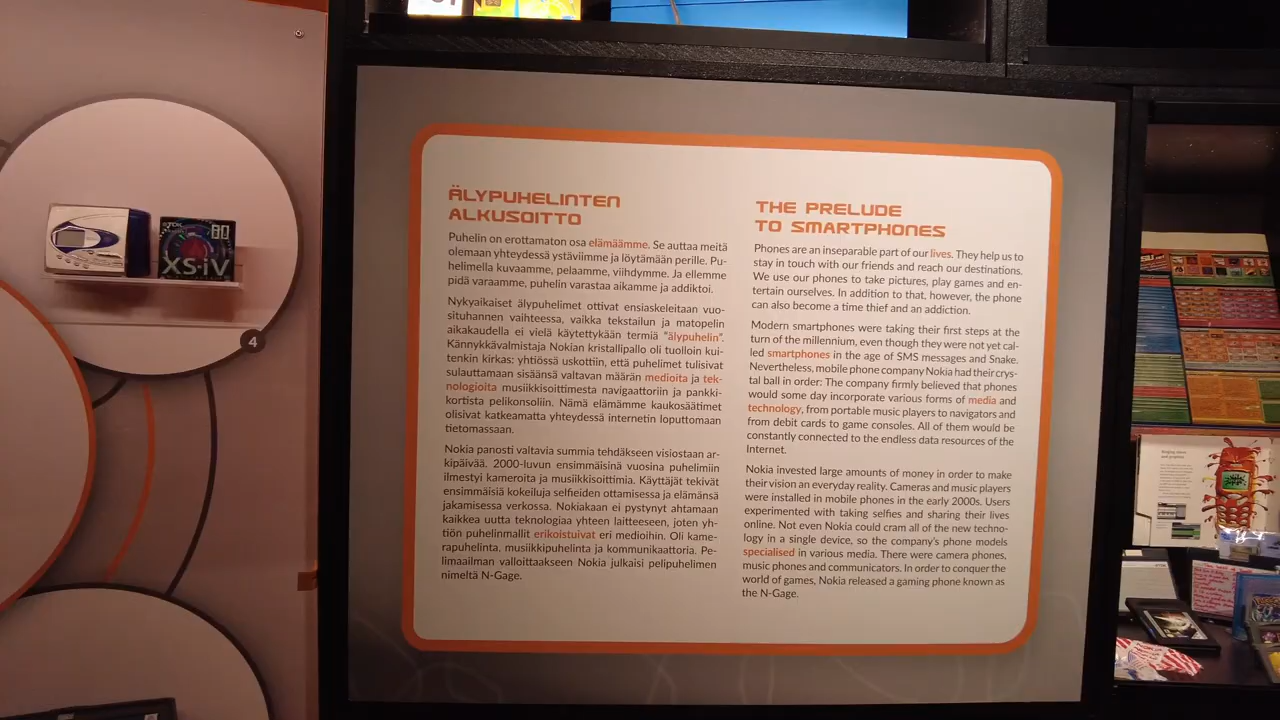 TDK
XS-iV
4
ÄLYPUHELINTEN
ALKUSOITTO
Puhelin on erottamaton osa elämäämme. Se auttaa meitä
olemaan yhteydessä ystäviimme ja löytämään perille. Pu-
helimella kuvaamme, pelaamme, viihdymme. Ja ellemme
pidä varaamme, puhelin varastaa aikamme ja addiktoi.
Nykyaikaiset älypuhelimet ottivat ensiaskeleitaan vuo-
situhannen vaihteessa, vaikka tekstailun ja matopelin
aikakaudella ei vielä käytettykään termiä "älypuhelin".
Kännykkävalmistaja Nokian kristallipallo oli tuolloin kui-
tenkin kirkas: yhtiössä uskottiin, että puhelimet tulisivat
sulauttamaan sisäänsä valtavan määrän medioita ja tek-
nologioita musiikkisoittimesta navigaattoriin ja pankki-
kortista pelikonsoliin. Nämä elämämme kaukosäätimet
olisivat katkeamatta yhteydessä internetin loputtomaan
tietomassaan.
Nokia panosti valtavia summia tehdäkseen visiostaan ar-
kipäivää. 2000-luvun ensimmäisinä vuosina puhelimiin
ilmestyi kameroita ja musiikkisoittimia. Käyttäjät tekivät
ensimmäisiä kokeiluja selfieiden ottamisessa ja elämänsä
jakamisessa verkossa. Nokiakaan ei pystynyt ahtamaan
kaikkea uutta teknologiaa yhteen laitteeseen, joten yh-
tiön puhelinmallit erikoistuivat eri medioihin. Oli kame-
rapuhelinta, musiikkipuhelinta ja kommunikaattoria. Pe-
limaailman valloittaakseen Nokia julkaisi pelipuhelimen
nimeltä N-Gage.
THE PRELUDE
TO SMARTPHONES
Phones are an inseparable part of our lives. They help us to
stay in touch with our friends and reach our destinations.
We use our phones to take pictures, play games and en-
tertain ourselves. In addition to that, however, the phone
can also become a time thief and an addiction.
Modern smartphones were taking their first steps at the
turn of the millennium, even though they were not yet cal-
led smartphones in the age of SMS messages and Snake.
Nevertheless, mobile phone company Nokia had their crys-
tal ball in order: The company firmly believed that phones
would some day incorporate various forms of media and
technology, from portable music players to navigators and
from debit cards to game consoles. All of them would be
constantly connected to the endless data resources of the
Internet.
Nokia invested large amounts of money in order to make
their vision an everyday reality. Cameras and music players
were installed in mobile phones in the early 2000s. Users
experimented with taking selfies and sharing their lives
online. Not even Nokia could cram all of the new techno-
logy in a single device, so the company's phone models
specialised in various media. There were camera phones,
music phones and communicators. In order to conquer the
world of games, Nokia released a gaming phone known as
the N-Gage.